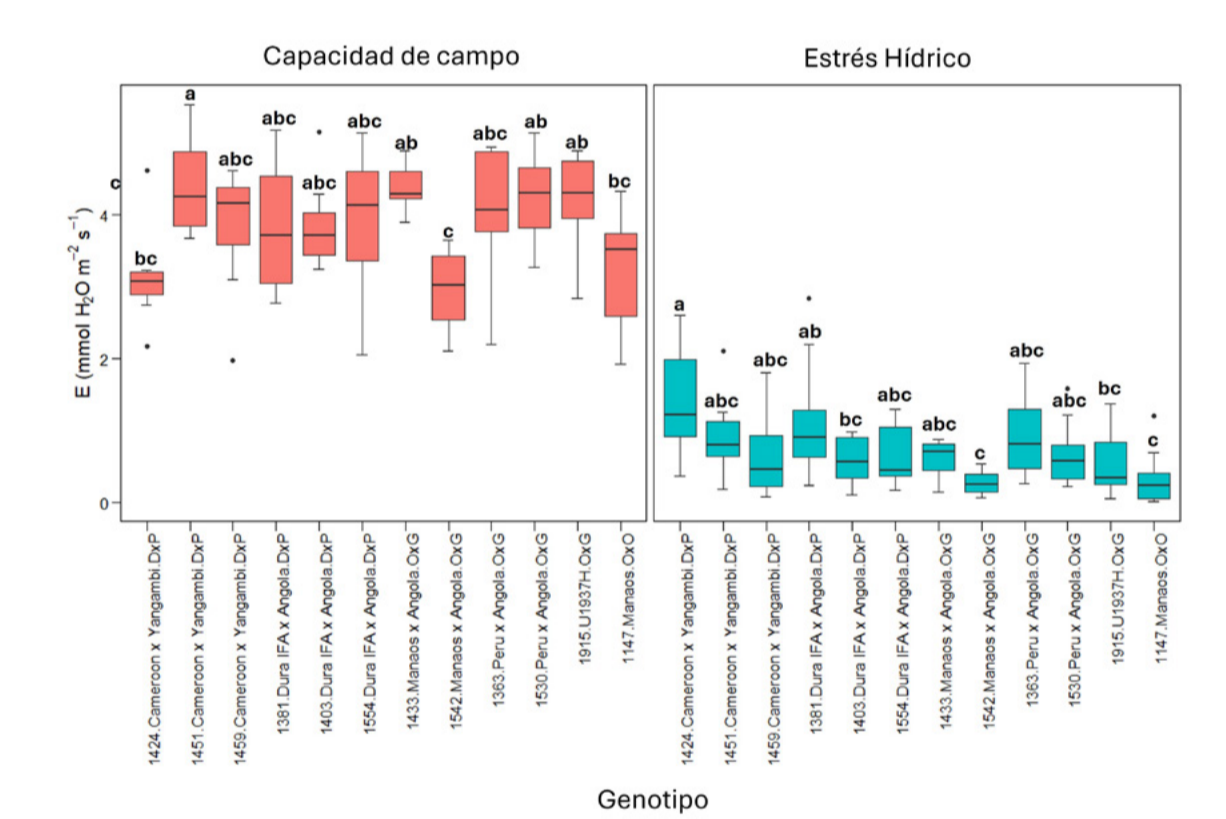 Capacidad de campo
Estrés Hídrico
E (mmol H₂O m⁻² s⁻¹)
4
2
0
c
bc
a
abc
abc
abc
abc
ab
c
abc
ab
ab
bc
a
abc
abc
ab
bc
abc
abc
c
abc
abc
bc
c
1424.Cameroon x Yangambi.DxP
1451.Cameroon x Yangambi.DxP
1459.Cameroon x Yangambi.DxP
1381.Dura IFA x Angola.DxP
1403.Dura IFA x Angola.DxP
1554.Dura IFA x Angola.DxP
1433.Manaos x Angola.OxG
1542.Manaos x Angola.OxG
1363.Peru x Angola.OxG
1530.Peru x Angola.OxG
1915.U1937H.OxG
1147.Manaos.OxO
1424.Cameroon x Yangambi.DxP
1451.Cameroon x Yangambi.DxP
1459.Cameroon x Yangambi.DxP
1381.Dura IFA x Angola.DxP
1403.Dura IFA x Angola.DxP
1554.Dura IFA x Angola.DxP
1433.Manaos x Angola.OxG
1542.Manaos x Angola.OxG
1363.Peru x Angola.OxG
1530.Peru x Angola.OxG
1915.U1937H.OxG
1147.Manaos.OxO
Genotipo